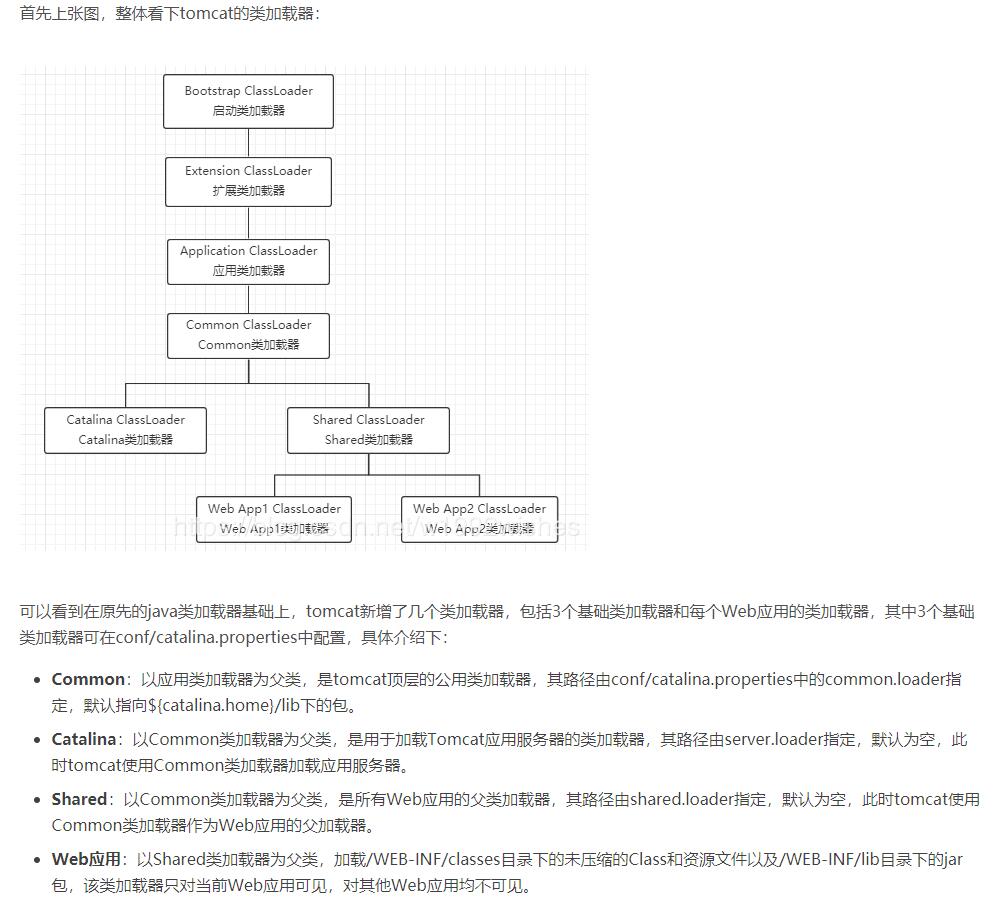 首先上张图，整体看下tomcat的类加载器：
Bootstrap ClassLoader
启动类加载器
Extension ClassLoader
扩展类加载器
Application ClassLoader
应用类加载器
Common ClassLoader
Common类加载器
Catalina ClassLoader
Catalina类加载器
Shared ClassLoader
Shared类加载器
Web App1 ClassLoader
Web App1类加载器
Web App2 ClassLoader
Web App2类加载器
可以看到在原先的java类加载器基础上，tomcat新增了几个类加载器，包括3个基础类加载器和每个Web应用的类加载器，其中3个基础
类加载器可在conf/catalina.properties中配置，具体介绍下：
Common：以应用类加载器为父类，是tomcat顶层的公用类加载器，其路径由conf/catalina.properties中的common.loader指
定，默认指向${catalina.home}/lib下的包。
Catalina：以Common类加载器为父类，是用于加载Tomcat应用服务器的类加载器，其路径由server.loader指定，默认为空，此
时tomcat使用Common类加载器加载应用服务器。
Shared：以Common类加载器为父类，是所有Web应用的父类加载器，其路径由shared.loader指定，默认为空，此时tomcat使用
Common类加载器作为Web应用的父加载器。
Web应用：以Shared类加载器为父类，加载/WEB-INF/classes目录下的未压缩的Class和资源文件以及/WEB-INF/lib目录下的jar
包，该类加载器只对当前Web应用可见，对其他Web应用均不可见。